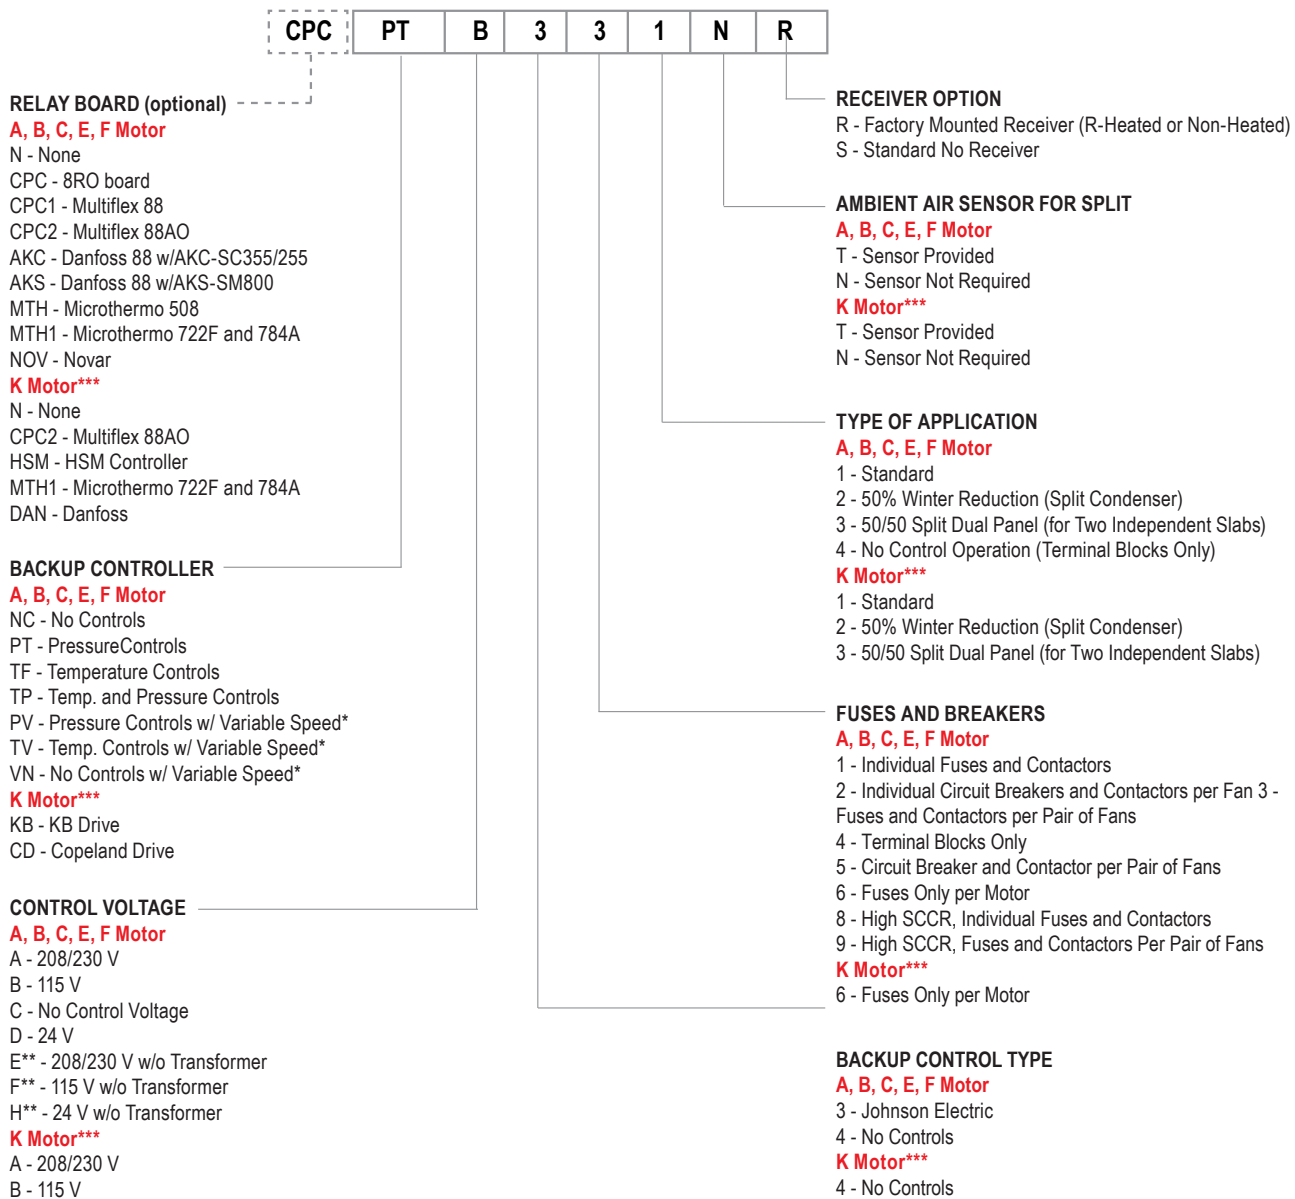 CPC PT B 3 3 1 N R
RELAY BOARD (optional)
A, B, C, E, F Motor
N - None
CPC - 8RO board
CPC1 - Multiflex 88
CPC2 - Multiflex 88AO
AKC - Danfoss 88 w/AKC-SC355/255
AKS - Danfoss 88 w/AKS-SM800
MTH - Microthermo 508
MTH1 - Microthermo 722F and 784A
NOV - Novar
K Motor***
N - None
CPC2 - Multiflex 88AO
HSM - HSM Controller
MTH1 - Microthermo 722F and 784A
DAN - Danfoss
BACKUP CONTROLLER
A, B, C, E, F Motor
NC - No Controls
PT - PressureControls
TF - Temperature Controls
TP - Temp. and Pressure Controls
PV - Pressure Controls w/ Variable Speed*
TV - Temp. Controls w/ Variable Speed*
VN - No Controls w/ Variable Speed*
K Motor***
KB - KB Drive
CD - Copeland Drive
CONTROL VOLTAGE
A, B, C, E, F Motor
A - 208/230 V
B - 115 V
C - No Control Voltage
D - 24 V
E** - 208/230 V w/o Transformer
F** - 115 V w/o Transformer
H** - 24 V w/o Transformer
K Motor***
A - 208/230 V
B - 115 V
RECEIVER OPTION
R - Factory Mounted Receiver (R-Heated or Non-Heated)
S - Standard No Receiver
AMBIENT AIR SENSOR FOR SPLIT
A, B, C, E, F Motor
T - Sensor Provided
N - Sensor Not Required
K Motor***
T - Sensor Provided
N - Sensor Not Required
TYPE OF APPLICATION
A, B, C, E, F Motor
1 - Standard
2 - 50% Winter Reduction (Split Condenser)
3 - 50/50 Split Dual Panel (for Two Independent Slabs)
4 - No Control Operation (Terminal Blocks Only)
K Motor***
1 - Standard
2 - 50% Winter Reduction (Split Condenser)
3 - 50/50 Split Dual Panel (for Two Independent Slabs)
FUSES AND BREAKERS
A, B, C, E, F Motor
1 - Individual Fuses and Contactors
2 - Individual Circuit Breakers and Contactors per Fan 3 -
Fuses and Contactors per Pair of Fans
4 - Terminal Blocks Only
5 - Circuit Breaker and Contactor per Pair of Fans
6 - Fuses Only per Motor
8 - High SCCR, Individual Fuses and Contactors
9 - High SCCR, Fuses and Contactors Per Pair of Fans
K Motor***
6 - Fuses Only per Motor
BACKUP CONTROL TYPE
A, B, C, E, F Motor
3 - Johnson Electric
4 - No Controls
K Motor***
4 - No Controls